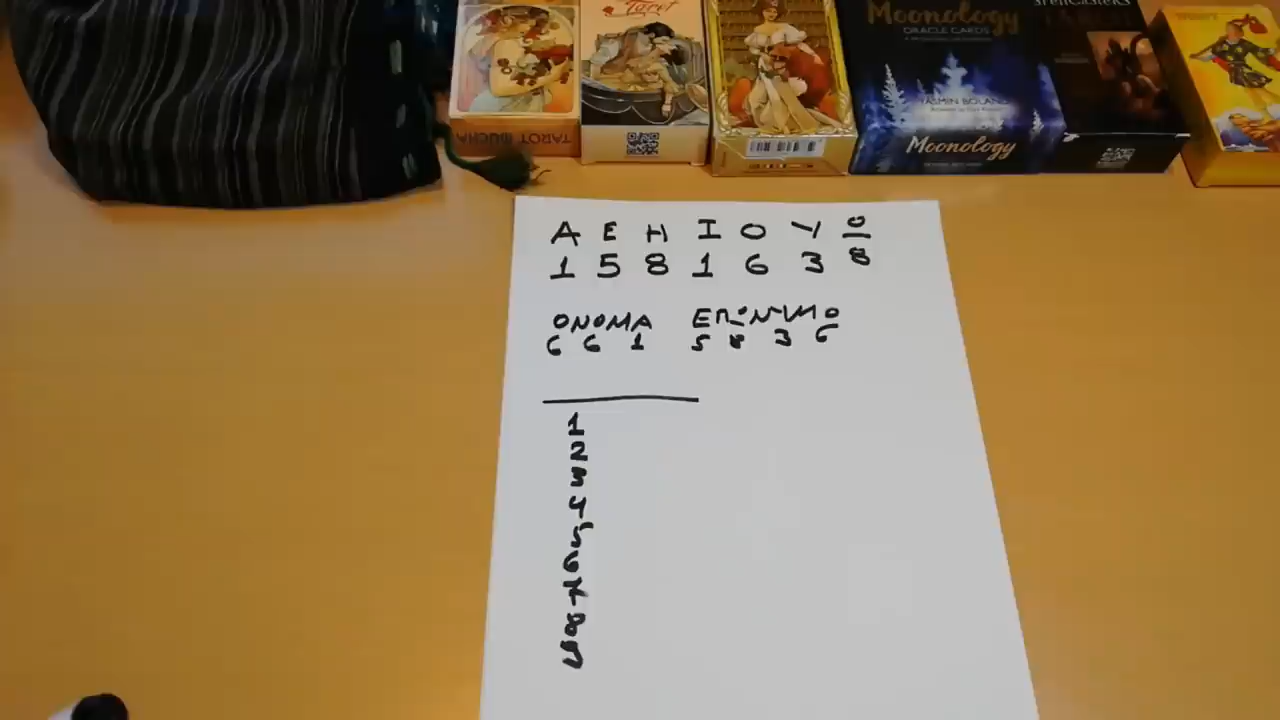 TAROT MUCHA
Tarot
Moonology
ORACLE CARDS
YASMIN BOLAND
Moonology
Α Ε Η Ι Ο Υ Ω
1 5 8 1 6 3 8
ΟΝΟΜΑ ΕΠΩΝΥΜΟ
6 6 1 5 8 3 6
1
2
3
4
5
6
7
8
9